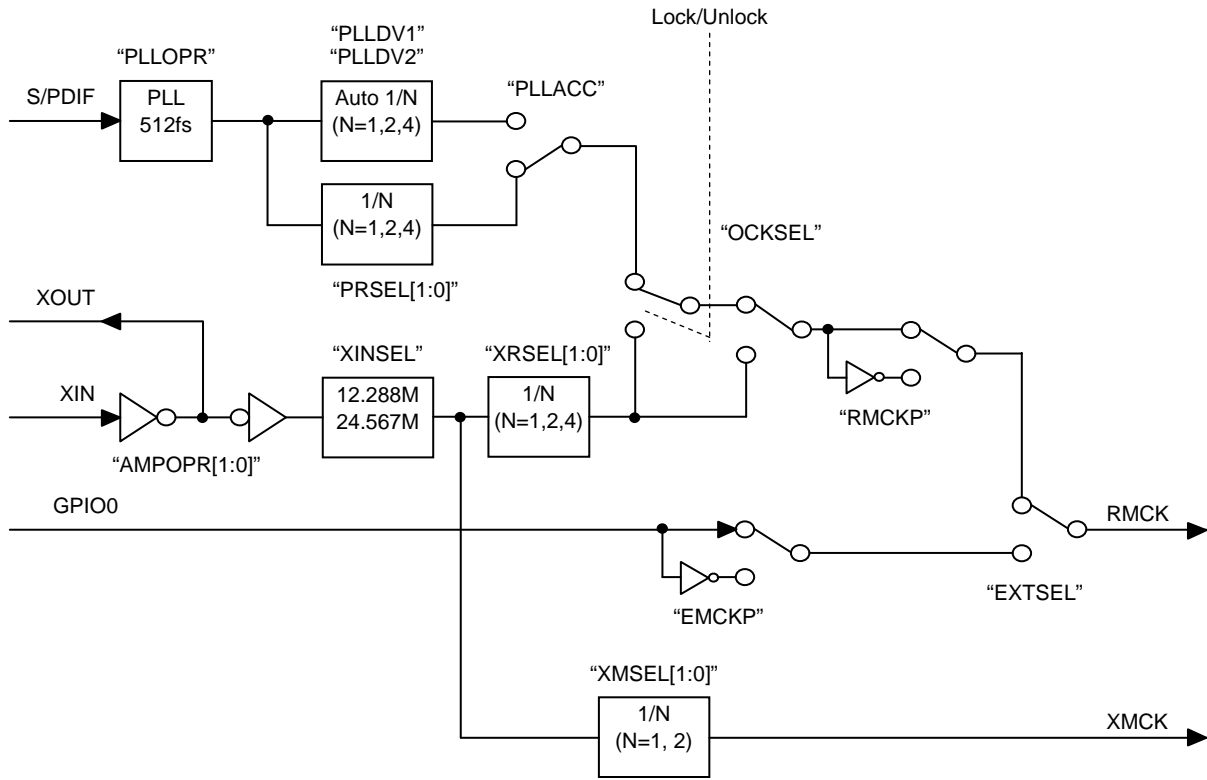 Lock/Unlock
“PLLDV1”
“PLLDV2”
“PLLOPR”
“PLLACC”
S/PDIF
PLL
512fs
Auto 1/N
(N=1,2,4)
1/N
(N=1,2,4)
“OCKSEL”
“PRSEL[1:0]”
XOUT
“XINSEL”
“XRSEL[1:0]”
XIN
12.288M
24.567M
1/N
(N=1,2,4)
“RMCKP”
“AMPOPR[1:0]”
GPIO0
RMCK
“EXTSEL”
“EMCKP”
“XMSEL[1:0]”
1/N
(N=1, 2)
XMCK